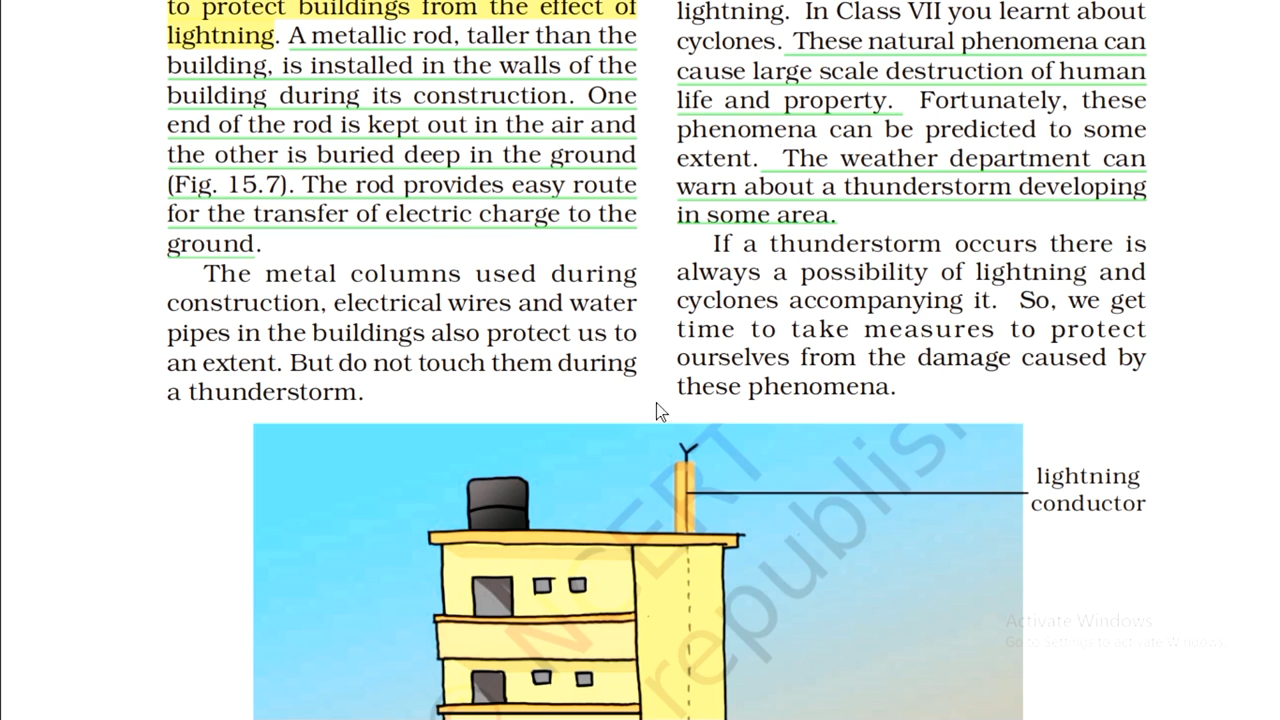 to protect buildings from the effect of
lightning. A metallic rod, taller than the
building, is installed in the walls of the
building during its construction. One
end of the rod is kept out in the air and
the other is buried deep in the ground
(Fig. 15.7). The rod provides easy route
for the transfer of electric charge to the
ground.
The metal columns used during
construction, electrical wires and water
pipes in the buildings also protect us to
an extent. But do not touch them during
a thunderstorm.
lightning. In Class VII you learnt about
cyclones. These natural phenomena can
cause large scale destruction of human
life and property. Fortunately, these
phenomena can be predicted to some
extent. The weather department can
warn about a thunderstorm developing
in some area.
If a thunderstorm occurs there is
always a possibility of lightning and
cyclones accompanying it. So, we get
time to take measures to protect
ourselves from the damage caused by
these phenomena.
lightning
conductor
NCERT
republis
Activate Windows
Go to Settings to activate Windows